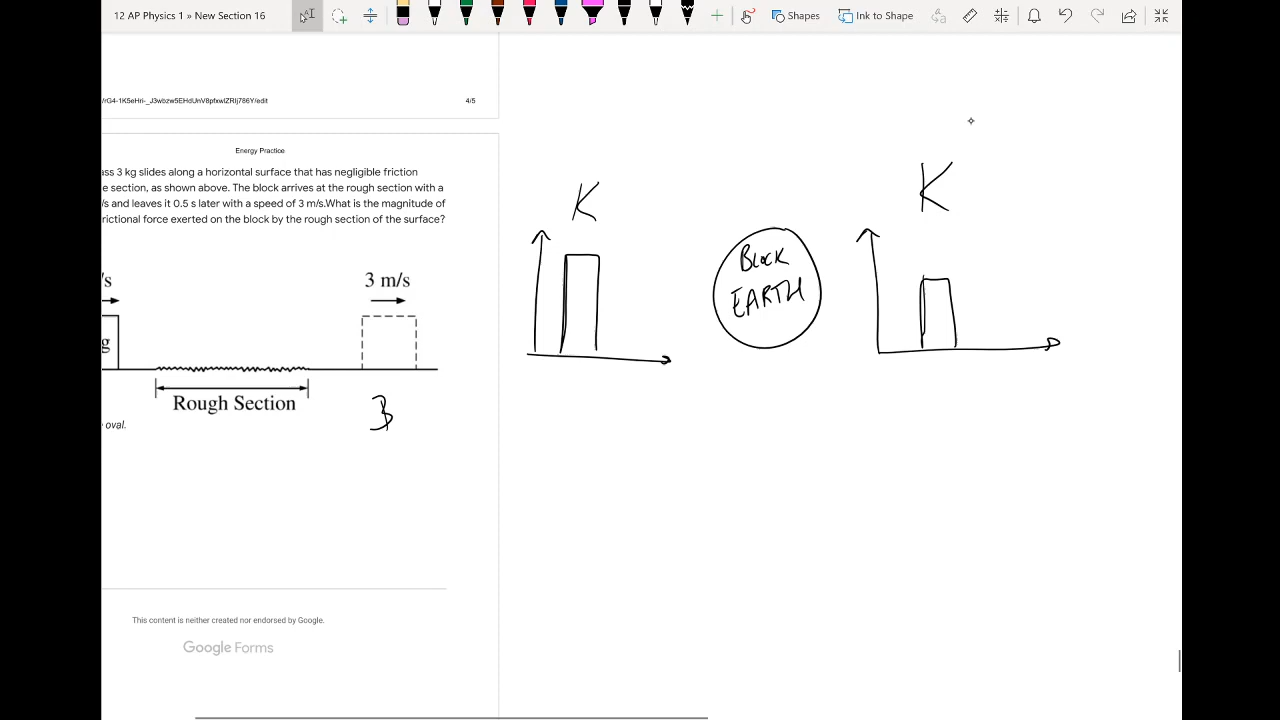 12 AP Physics 1 » New Section 16
Shapes
Ink to Shape
/rG4-1K5eHri-_J3wbzw5EHdUnV8pfxwIZRIj786Y/edit
4/5
Energy Practice
ass 3 kg slides along a horizontal surface that has negligible friction
e section, as shown above. The block arrives at the rough section with a
/s and leaves it 0.5 s later with a speed of 3 m/s.What is the magnitude of
rictional force exerted on the block by the rough section of the surface?
/s
3 m/s
g
Rough Section
oval.
K
BLOCK
EARTH
K
This content is neither created nor endorsed by Google.
Google Forms